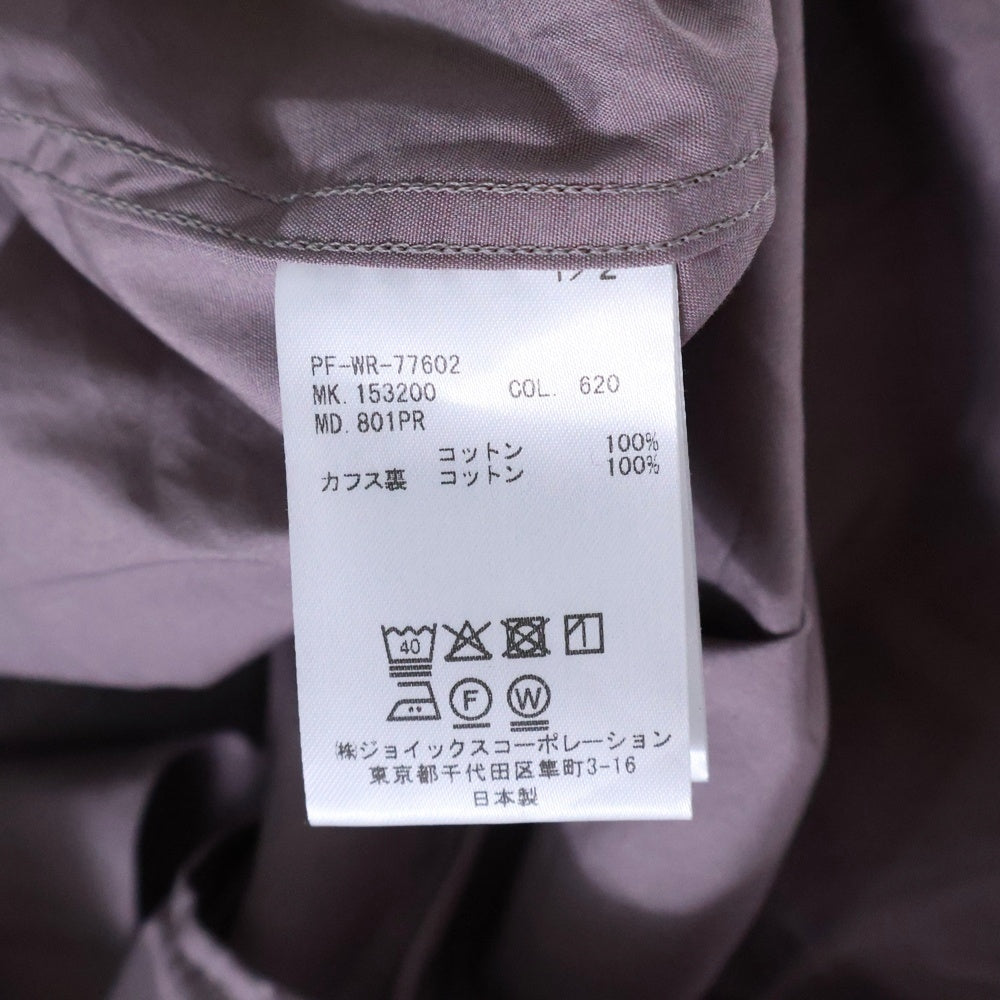 1/2
PF-WR-77602
MK. 153200 COL. 620
MD. 801PR
コットン 100%
カフス裏 コットン 100%
40
F W
㈱ジョイックスコーポレーション
東京都千代田区隼町3-16
日本製